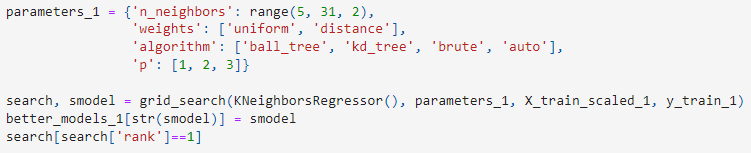 parameters_1 = {'n_neighbors': range(5, 31, 2),
                'weights': ['uniform', 'distance'],
                'algorithm': ['ball_tree', 'kd_tree', 'brute', 'auto'],
                'p': [1, 2, 3]}

search, smodel = grid_search(KNeighborsRegressor(), parameters_1, X_train_scaled_1, y_train_1)
better_models_1[str(smodel)] = smodel
search[search['rank']==1]